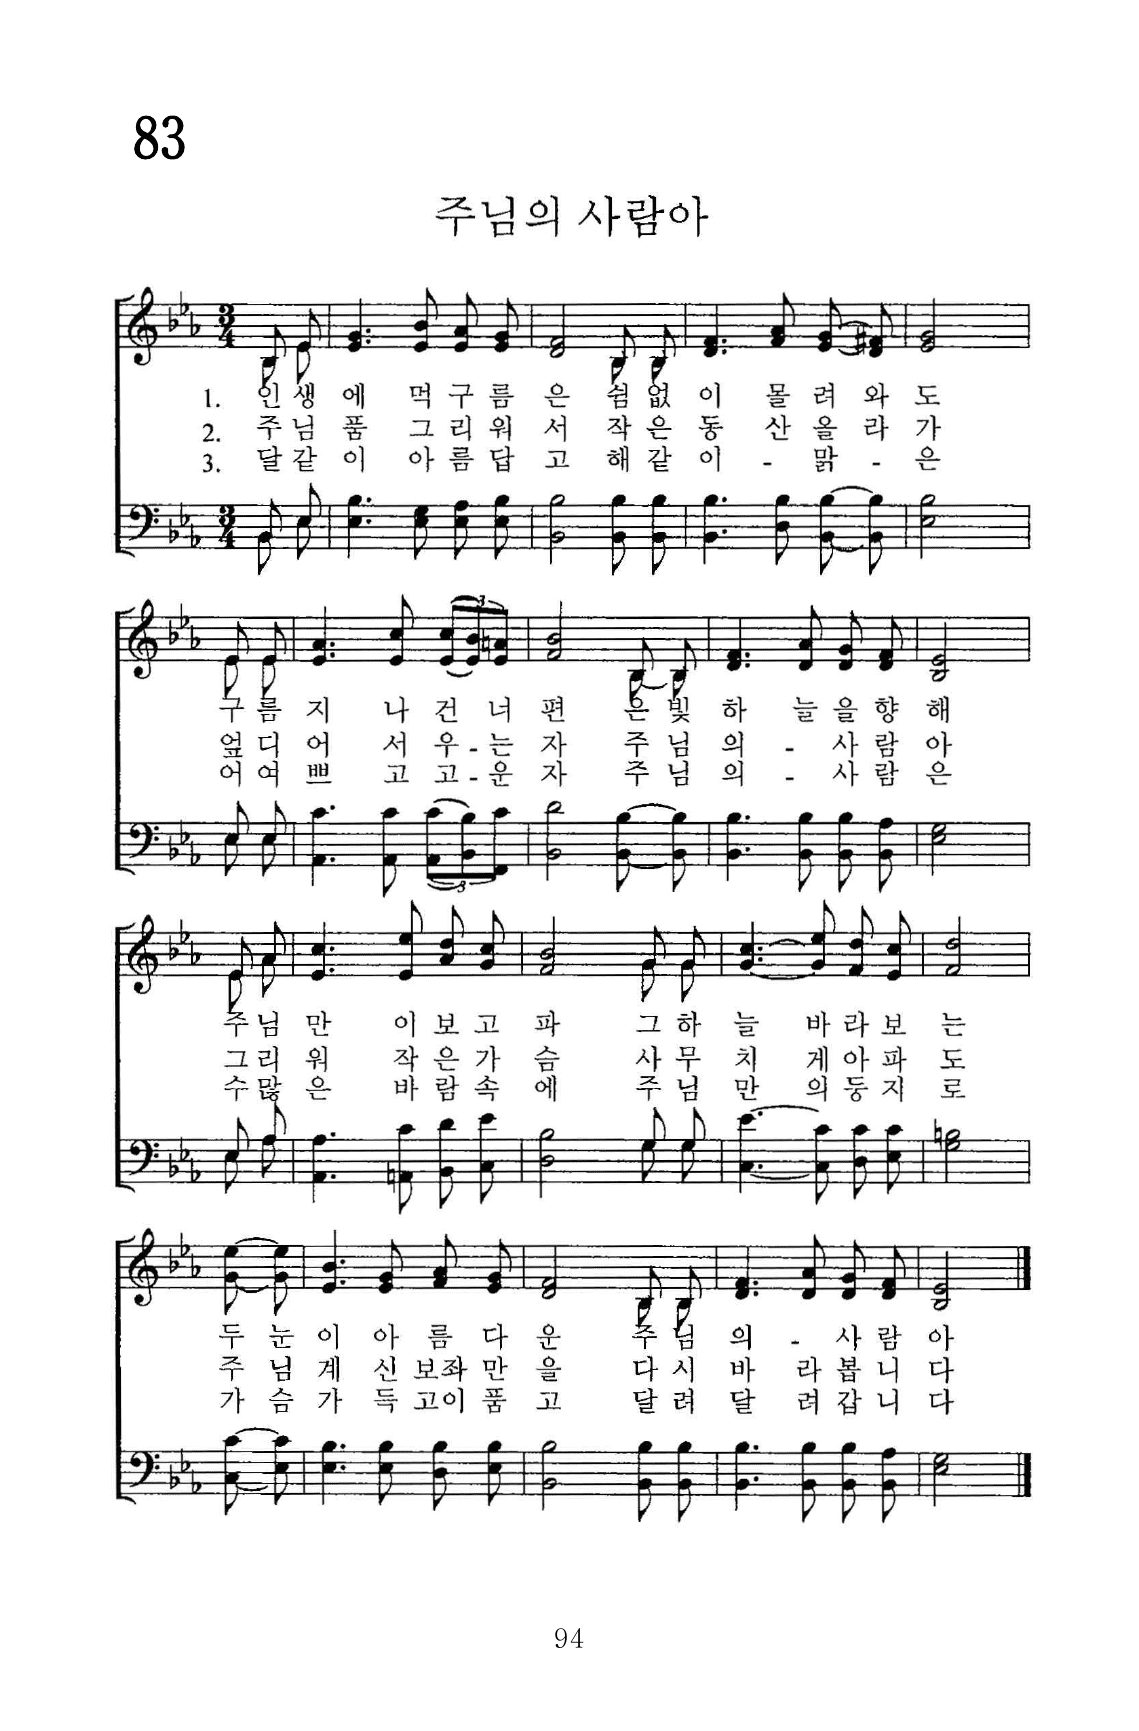 83
주님의 사람아
3 4
1. 인 생 에 먹 구 름 은 쉼 없 이 몰 려 와 도
2. 주 님 품 그 리 워 서 작 은 동 산 올 라 가
3. 달 같 이 아 름 답 고 해 같 이 - 맑 - 은
3 4
3
구 름 지 나 건 너 편 은 빛 하 늘 을 향 해
엎 디 어 서 우 - 는 자 주 님 의 - 사 람 아
어 여 쁘 고 고 - 운 자 주 님 의 - 사 람 은
3
주 님 만 이 보 고 파 그 하 늘 바 라 보 는
그 리 워 작 은 가 슴 사 무 치 게 아 파 도
수 많 은 바 람 속 에 주 님 만 의 둥 지 로
두 눈 이 아 름 다 운 주 님 의 - 사 람 아
주 님 계 신 보 좌 만 을 다 시 바 라 봅 니 다
가 슴 가 득 고 이 품 고 달 려 달 려 갑 니 다
94